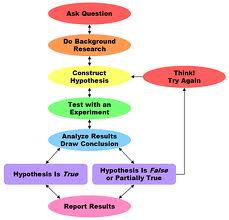 Ask Question
Do Background
Research
Construct
Hypothesis
Think!
Try Again
Test with an
Experiment
Analyze Results
Draw Conclusion
Hypothesis Is True
Hypothesis Is False
or Partially True
Report Results